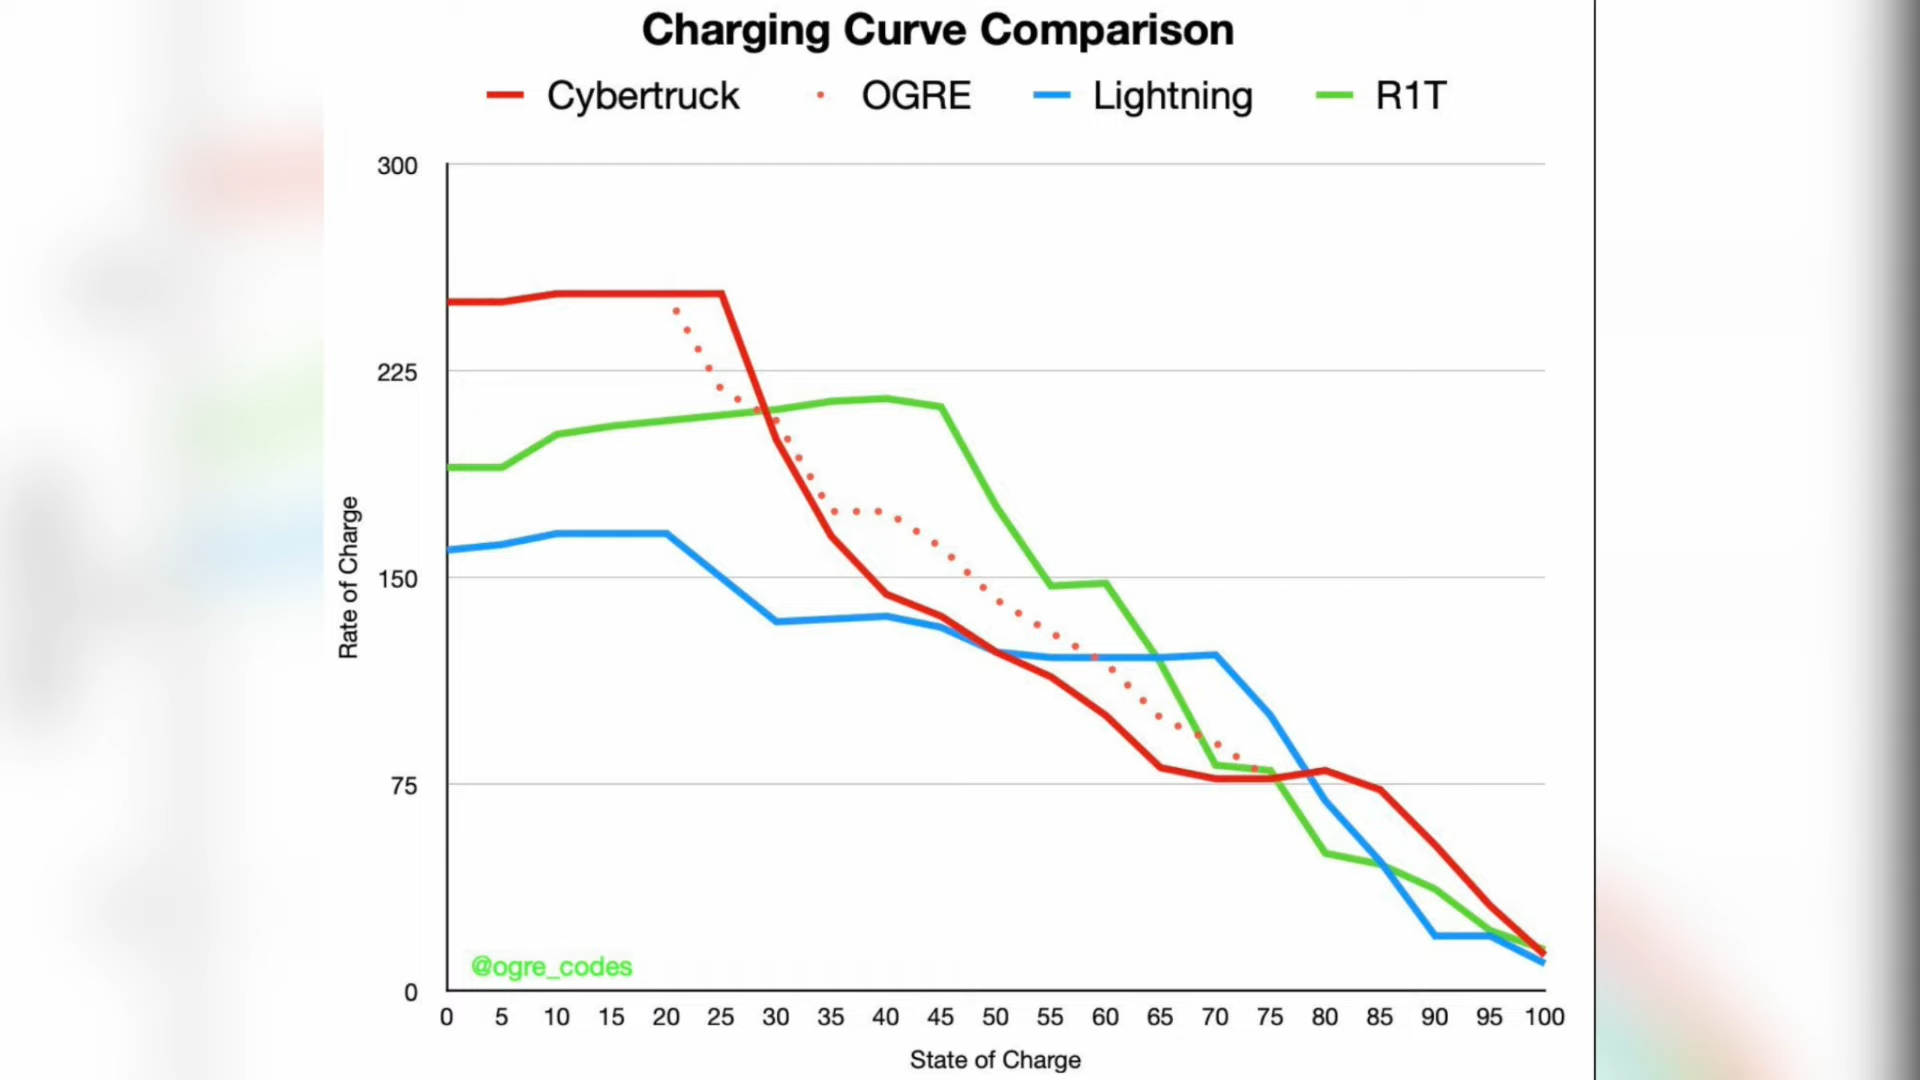 Charging Curve Comparison
Cybertruck OGRE Lightning R1T
300
225
150
75
0
Rate of Charge
@ogre_codes
0 5 10 15 20 25 30 35 40 45 50 55 60 65 70 75 80 85 90 95 100
State of Charge